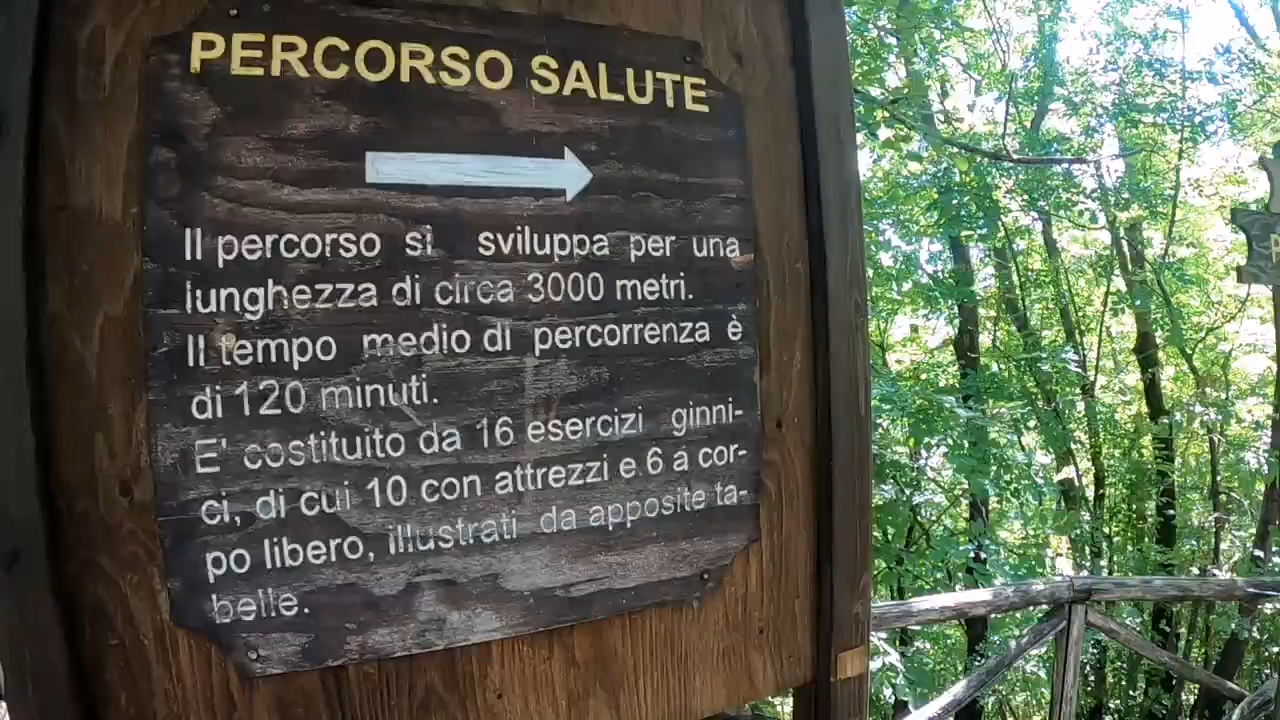 PERCORSO SALUTE
Il percorso si sviluppa per una
lunghezza di circa 3000 metri.
Il tempo medio di percorrenza è
di 120 minuti.
E' costituito da 16 esercizi ginni-
ci, di cui 10 con attrezzi e 6 a cor-
po libero, illustrati da apposite ta-
belle.